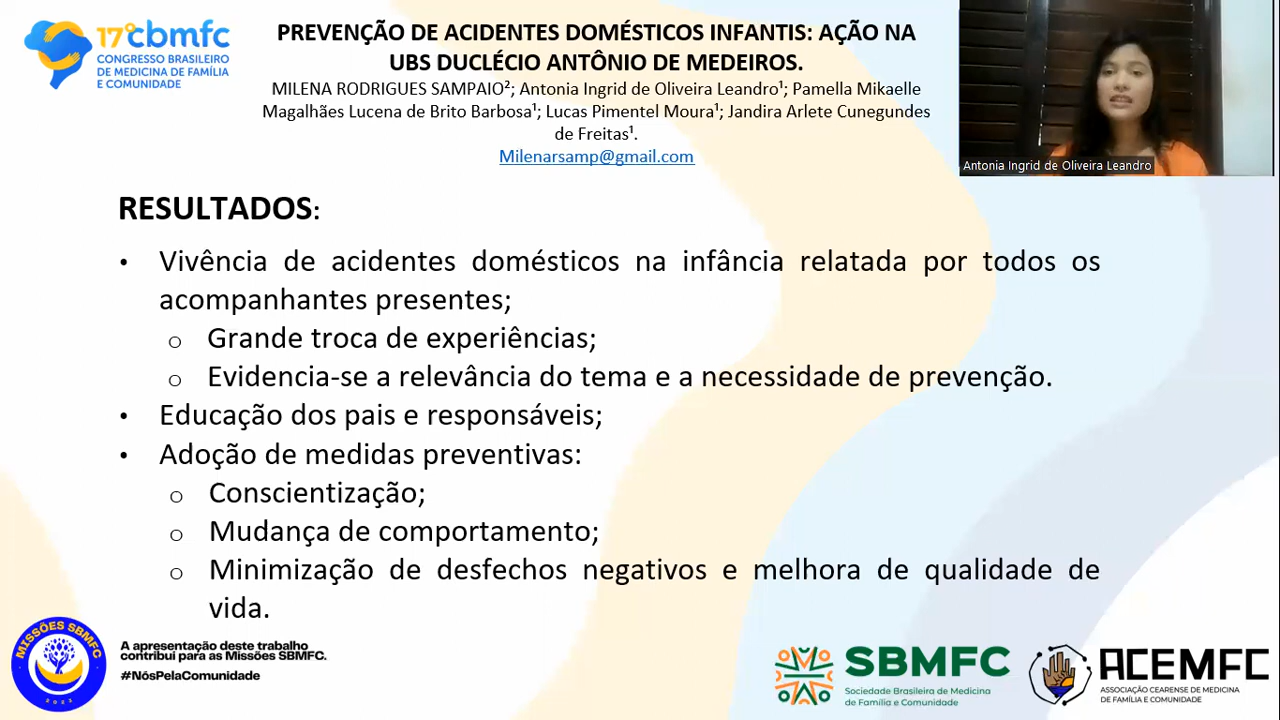 17º cbmfc
CONGRESSO BRASILEIRO
DE MEDICINA DE FAMÍLIA
E COMUNIDADE
PREVENÇÃO DE ACIDENTES DOMÉSTICOS INFANTIS: AÇÃO NA
UBS DUCLÉCIO ANTÔNIO DE MEDEIROS.
MILENA RODRIGUES SAMPAIO²; Antonia Ingrid de Oliveira Leandro¹; Pamella Mikaelle
Magalhães Lucena de Brito Barbosa¹; Lucas Pimentel Moura¹; Jandira Arlete Cunegundes
de Freitas¹.
Milenarsamp@gmail.com
Antonia Ingrid de Oliveira Leandro
RESULTADOS:
• Vivência de acidentes domésticos na infância relatada por todos os
acompanhantes presentes;
o Grande troca de experiências;
o Evidencia-se a relevância do tema e a necessidade de prevenção.
• Educação dos pais e responsáveis;
• Adoção de medidas preventivas:
o Conscientização;
o Mudança de comportamento;
o Minimização de desfechos negativos e melhora de qualidade de
vida.
MISSÕES SBMFC
2023
A apresentação deste trabalho
contribui para as Missões SBMFC.
#NósPelaComunidade
SBMFC
Sociedade Brasileira de Medicina
de Família e Comunidade
ACEMFC
ASSOCIAÇÃO CEARENSE DE MEDICINA
DE FAMÍLIA E COMUNIDADE